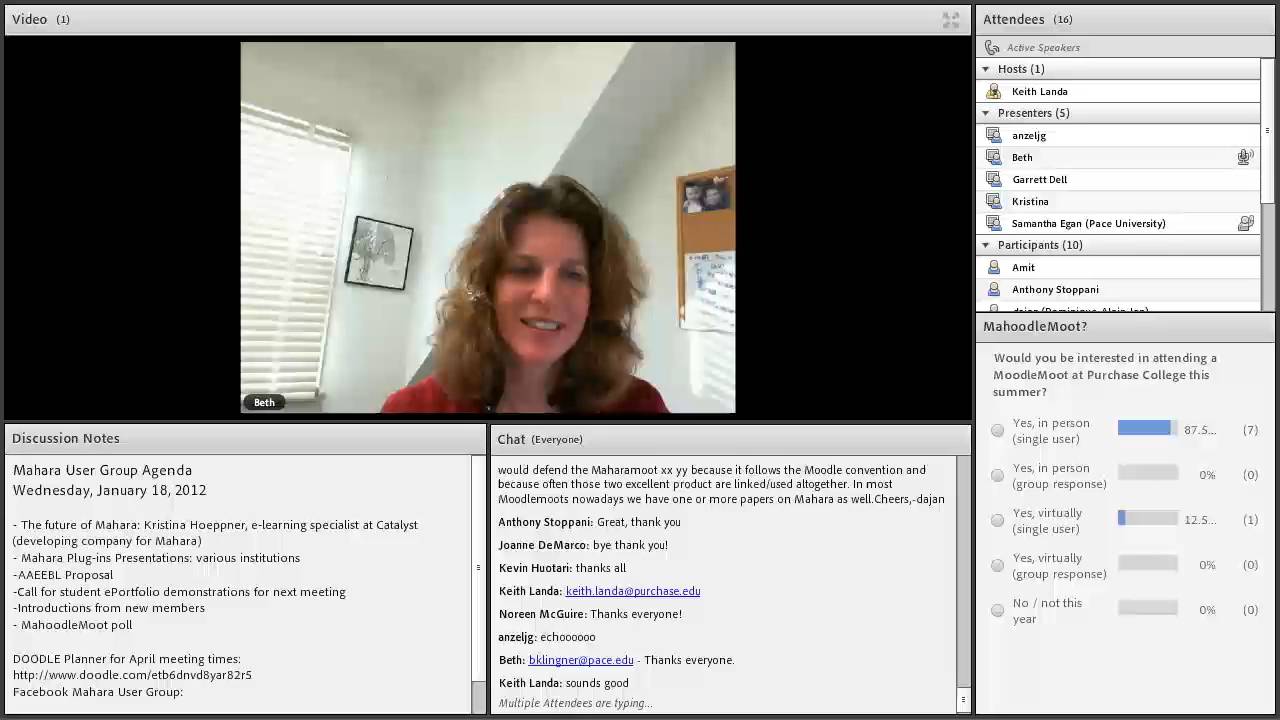 Video (1)
Beth
Attendees (16)
Active Speakers
Hosts (1)
Keith Landa
Presenters (5)
anzeljg
Beth
Garrett Dell
Kristina
Samantha Egan (Pace University)
Participants (10)
Amit
Anthony Stoppani
MahoodleMoot?
Would you be interested in attending a
MoodleMoot at Purchase College this
summer?
Yes, in person
(single user)
87.5... (7)
Yes, in person
(group response)
0% (0)
Yes, virtually
(single user)
12.5... (1)
Yes, virtually
(group response)
0% (0)
No / not this
year
0% (0)
Discussion Notes
Mahara User Group Agenda
Wednesday, January 18, 2012
- The future of Mahara: Kristina Hoeppner, e-learning specialist at Catalyst
(developing company for Mahara)
- Mahara Plug-ins Presentations: various institutions
-AAEEBL Proposal
-Call for student ePortfolio demonstrations for next meeting
-Introductions from new members
- MahoodleMoot poll
DOODLE Planner for April meeting times:
http://www.doodle.com/etb6dnvd8yar82r5
Facebook Mahara User Group:
Chat (Everyone)
would defend the Maharamoot xx yy because it follows the Moodle convention and
because often those two excellent product are linked/used altogether. In most
Moodlemoots nowadays we have one or more papers on Mahara as well.Cheers,-dajan
Anthony Stoppani: Great, thank you
Joanne DeMarco: bye thank you!
Kevin Huotari: thanks all
Keith Landa: keith.landa@purchase.edu
Noreen McGuire: Thanks everyone!
anzeljg: echoooooo
Beth: bklingner@pace.edu - Thanks everyone.
Keith Landa: sounds good
Multiple Attendees are typing...